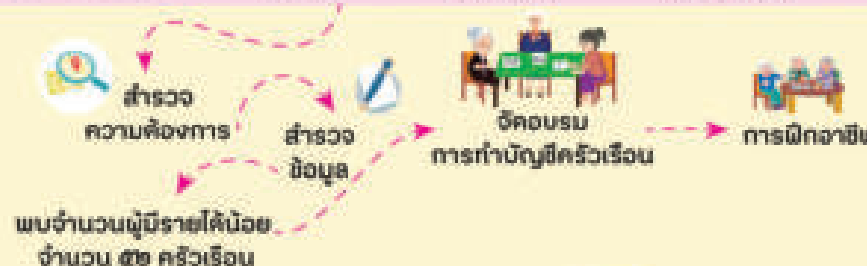 สำรวจ
ความต้องการ
สำรวจ
ข้อมูล
พบจำนวนผู้มีรายได้น้อย
จำนวน ๕๒ ครัวเรือน
จัดอบรม
การทำบัญชีครัวเรือน
การฝึกอาชีพ